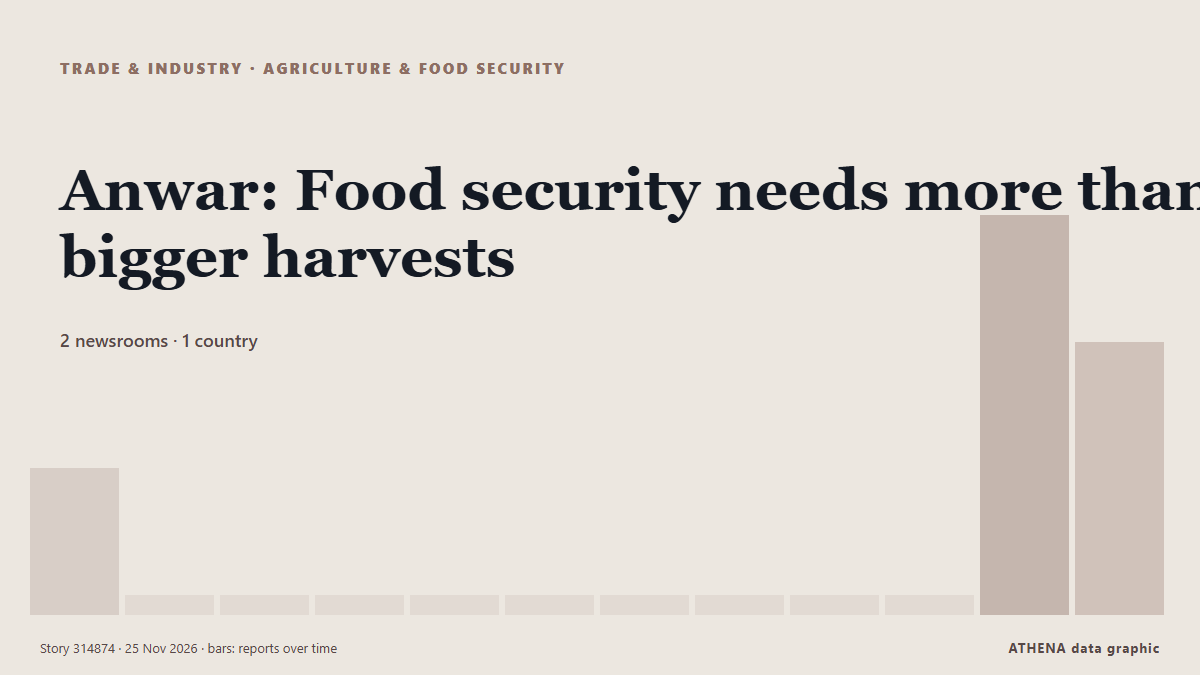 TRADE & INDUSTRY · AGRICULTURE & FOOD SECURITY
Anwar: Food security needs more than
bigger harvests
2 newsrooms · 1 country
Story 314874 · 25 Nov 2026 · bars: reports over time
ATHENA data graphic